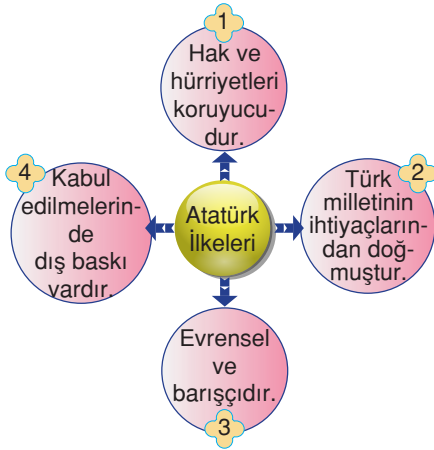 1
Hak ve
hürriyetleri
koruyucu-
dur.
2
Türk
milletinin
ihtiyaçların-
dan doğ-
muştur.
3
Evrensel
ve
barışçıdır.
4
Kabul
edilmelerin-
de
dış baskı
vardır.
Atatürk
İlkeleri